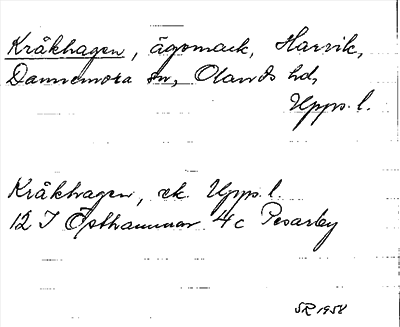 Kråkhagen, ägomark, Harvik,
Dannemora sn, Olands hd,
Upps. l.
Kråkhagen, ek. Upps. l.
12 I Östhammar 4c Pesarby
SR 1958